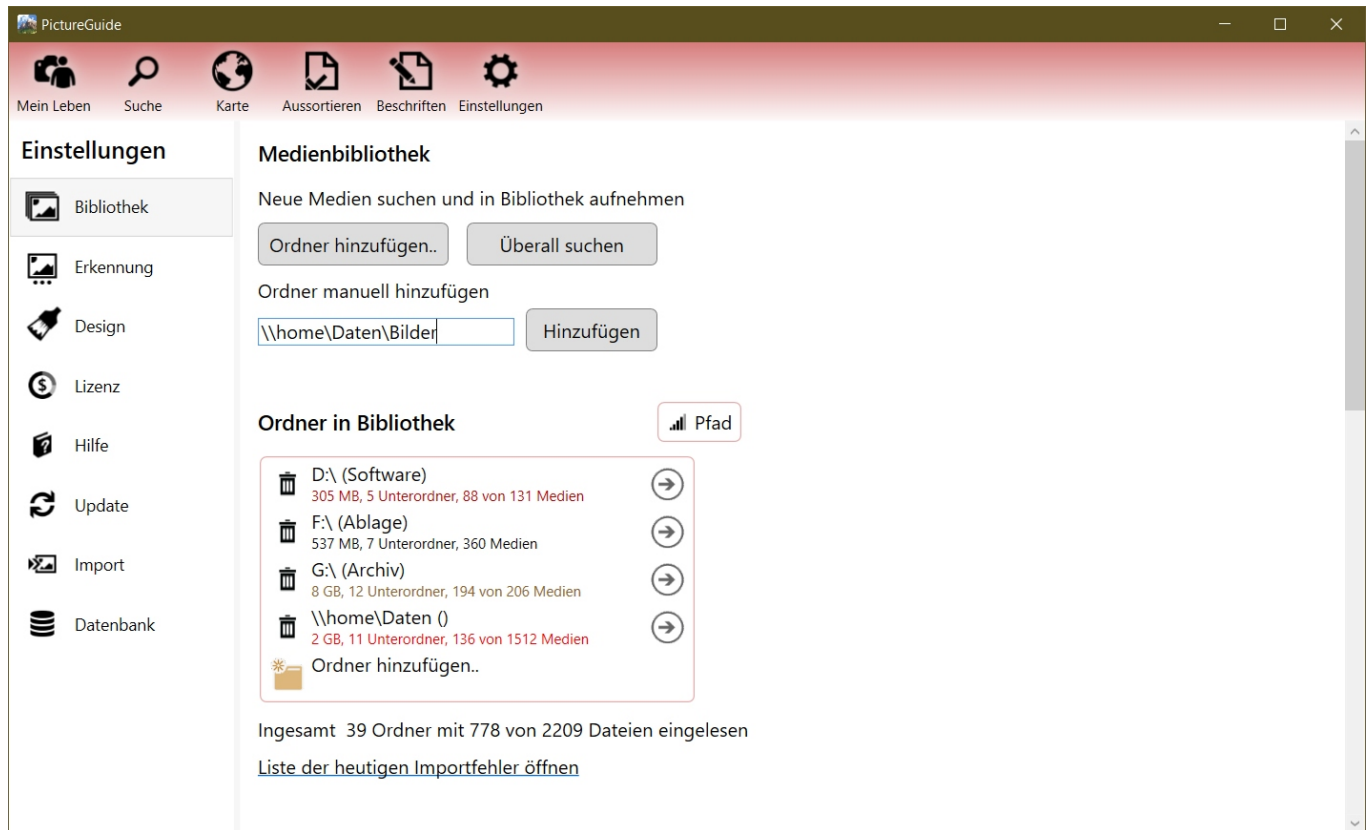 PictureGuide
Mein Leben Suche Karte Aussortieren Beschriften Einstellungen
Einstellungen
Bibliothek
Erkennung
Design
Lizenz
Hilfe
Update
Import
Datenbank
Medienbibliothek
Neue Medien suchen und in Bibliothek aufnehmen
Ordner hinzufügen.. Überall suchen
Ordner manuell hinzufügen
\\home\Daten\Bilder Hinzufügen
Ordner in Bibliothek Pfad
D:\ (Software)
305 MB, 5 Unterordner, 88 von 131 Medien
F:\ (Ablage)
537 MB, 7 Unterordner, 360 Medien
G:\ (Archiv)
8 GB, 12 Unterordner, 194 von 206 Medien
\\home\Daten ()
2 GB, 11 Unterordner, 136 von 1512 Medien
Ordner hinzufügen..
Ingesamt 39 Ordner mit 778 von 2209 Dateien eingelesen
Liste der heutigen Importfehler öffnen